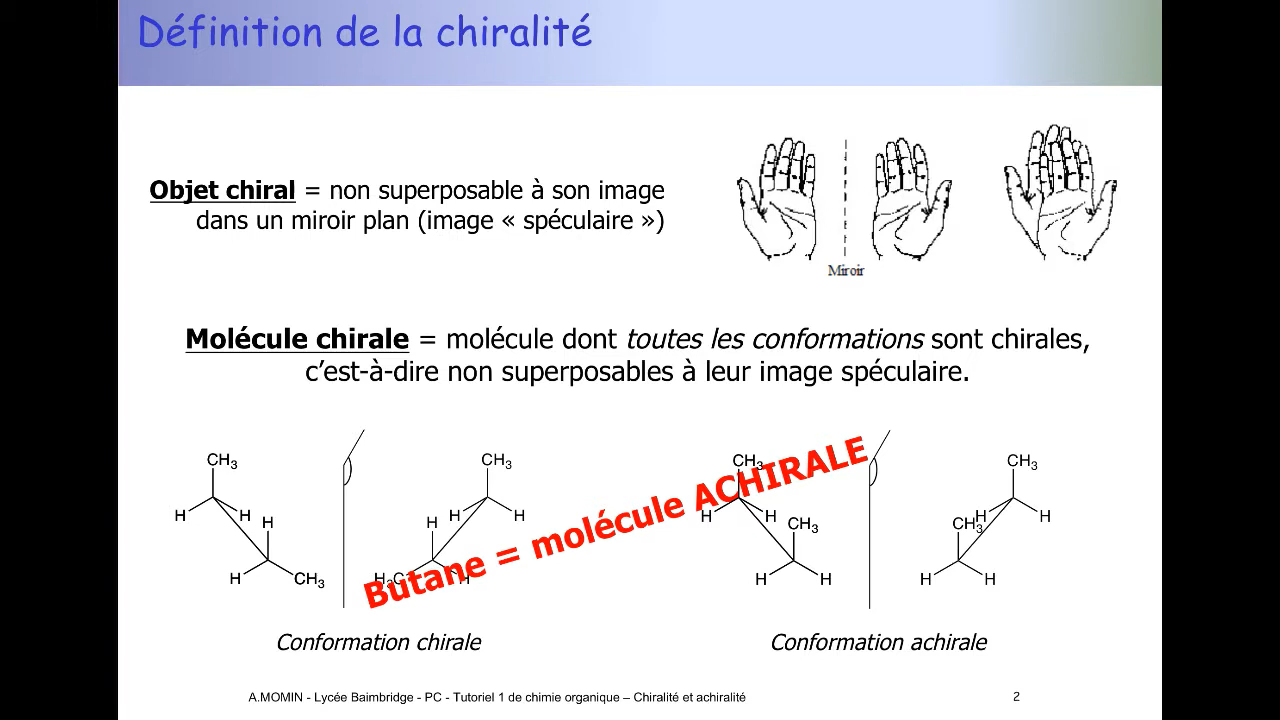 Définition de la chiralité
Objet chiral = non superposable à son image
dans un miroir plan (image « spéculaire »)
Miroir
Molécule chirale = molécule dont toutes les conformations sont chirales,
c’est-à-dire non superposables à leur image spéculaire.
CH3
H
H
H
H
CH3
CH3
H
H
H
H3C
H
CH3
H
H
CH3
H
H
CH3
H
H
CH3
H
H
Butane = molécule ACHIRALE
Conformation chirale
Conformation achirale
A.MOMIN - Lycée Baimbridge - PC - Tutoriel 1 de chimie organique – Chiralité et achiralité
2